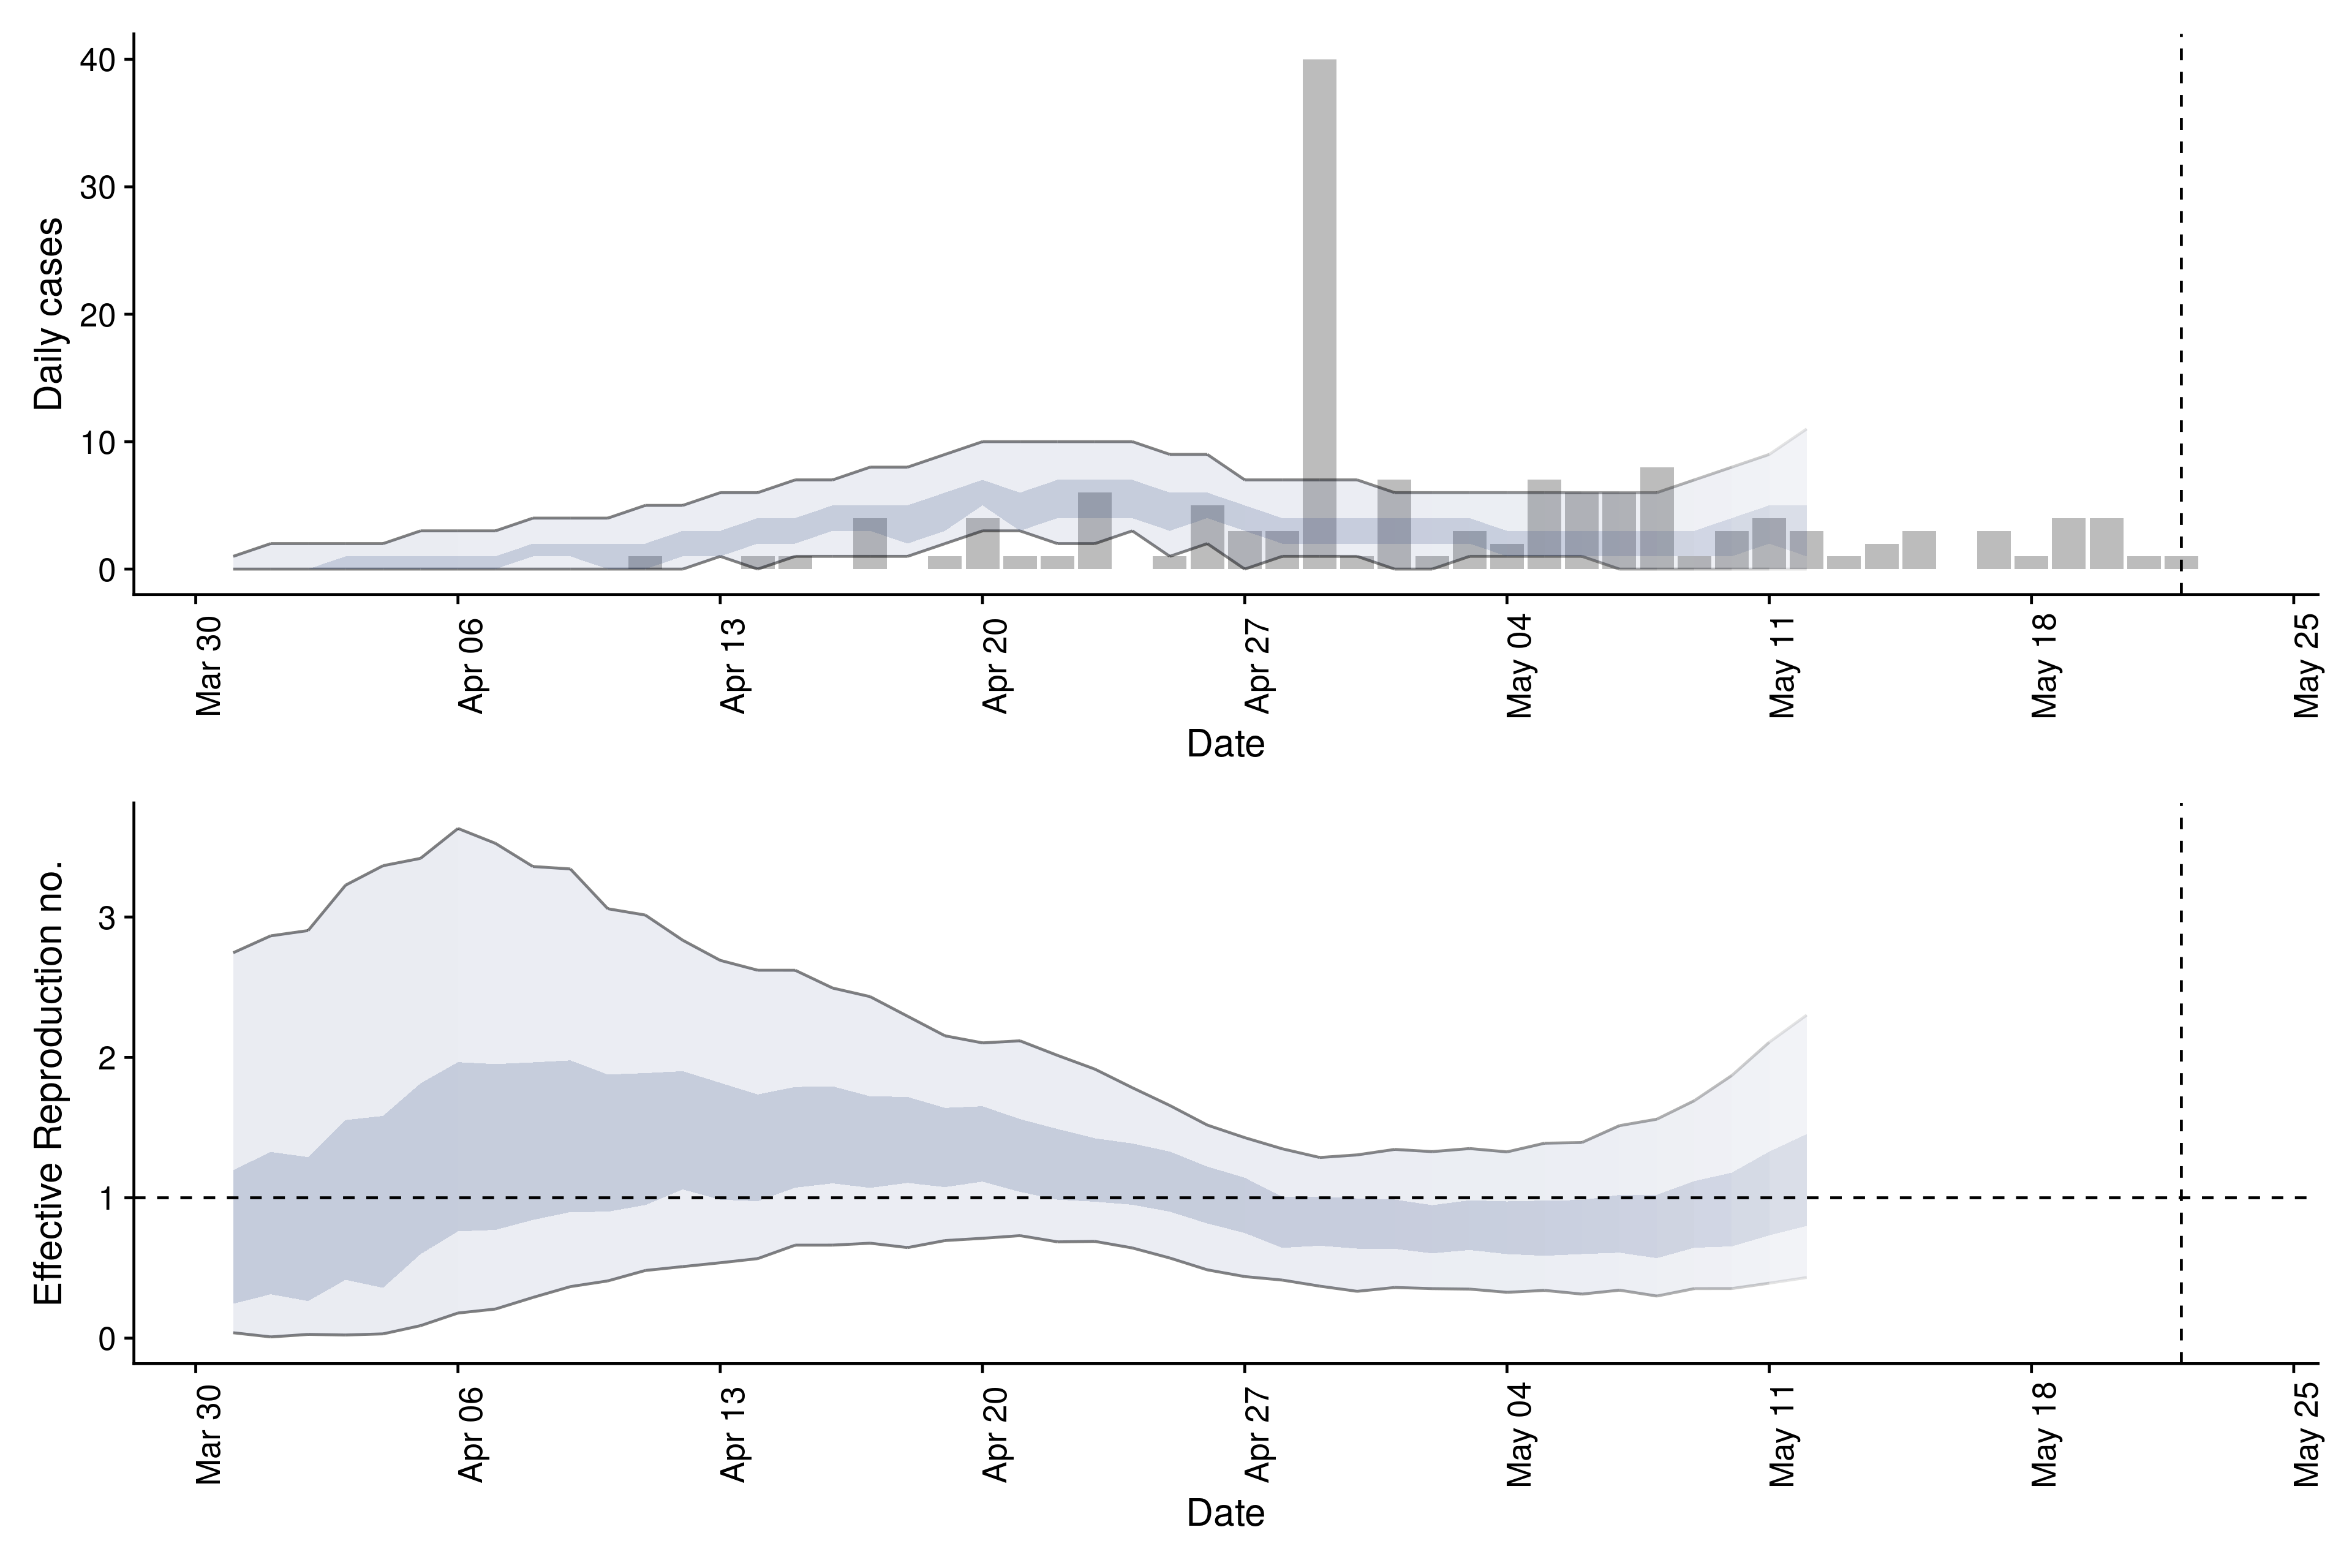 Daily cases
40
30
20
10
0
Mar 30
Apr 06
Apr 13
Apr 20
Apr 27
May 04
May 11
May 18
May 25
Date
Effective Reproduction no.
3
2
1
0
Mar 30
Apr 06
Apr 13
Apr 20
Apr 27
May 04
May 11
May 18
May 25
Date